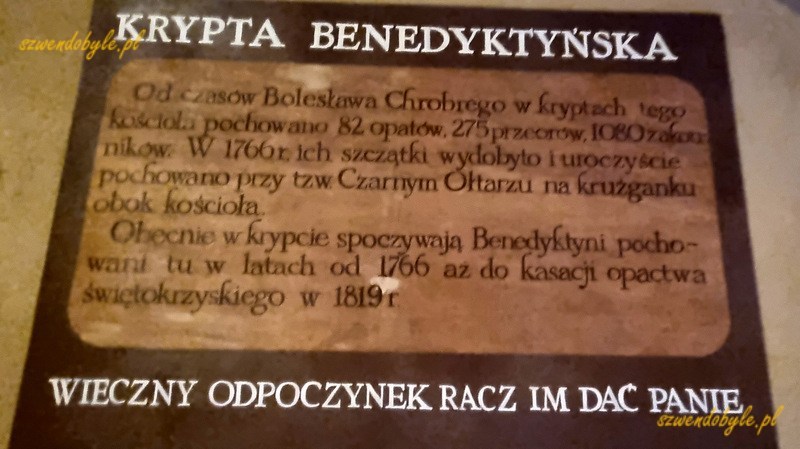 szwendobyle.pl
KRYPTA BENEDYKTYŃSKA
Od czasów Bolesława Chrobrego w kryptach tego
kościoła pochowano 82 opatów, 275 przeorów, 1080 zakon
ników. W 1766 r. ich szczątki wydobyto i uroczyście
pochowano przy tzw. Czarnym Ołtarzu na krużganku
obok kościoła.
Obecnie w krypcie spoczywają Benedyktyni pocho-
wani tu w latach od 1766 aż do kasacji opactwa
świętokrzyskiego w 1819 r
WIECZNY ODPOCZYNEK RACZ IM DAĆ PANIE
szwendobyle.pl